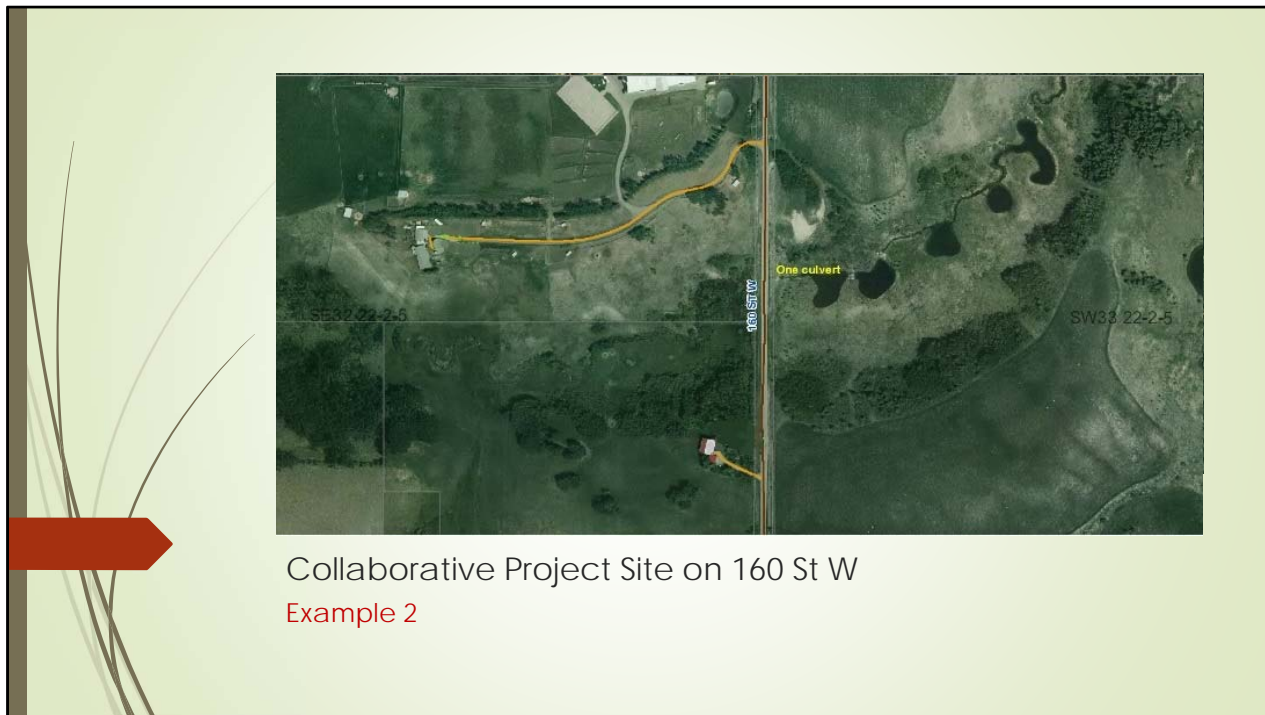 One culvert
160 ST W
SE32 22-2-5
SW33 22-2-5
Collaborative Project Site on 160 St W
Example 2